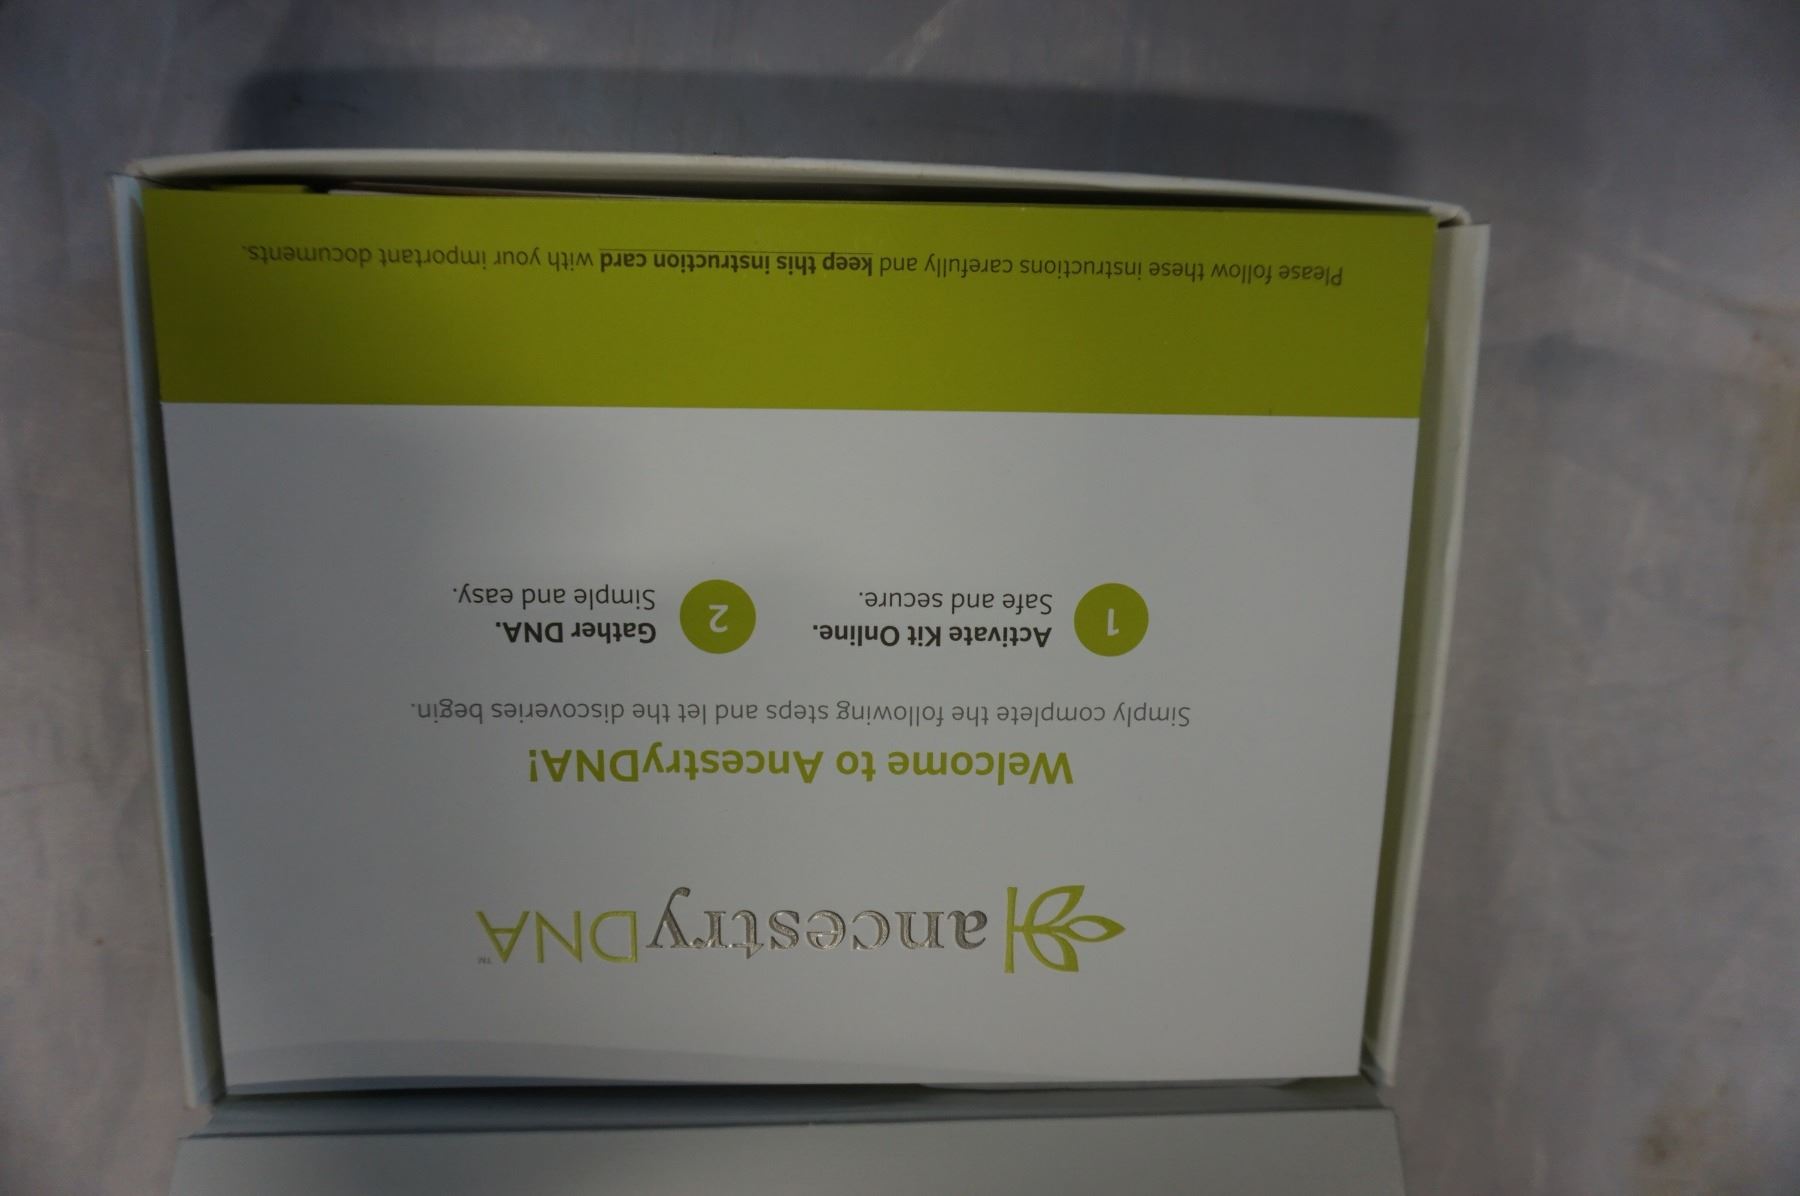 ancestryDNA™
Welcome to AncestryDNA!
Simply complete the following steps and let the discoveries begin.
1
Activate Kit Online.
Safe and secure.
2
Gather DNA.
Simple and easy.
Please follow these instructions carefully and keep this instruction card with your important documents.